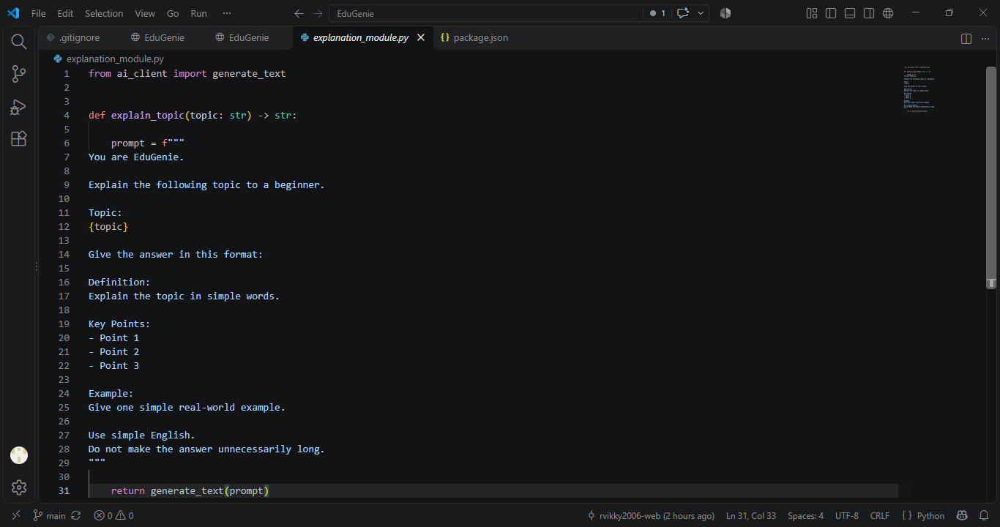 File Edit Selection View Go Run ··· EduGenie 1
.gitignore EduGenie EduGenie explanation_module.py package.json
explanation_module.py
1 from ai_client import generate_text
2
3
4 def explain_topic(topic: str) -> str:
5
6 prompt = f"""
7 You are EduGenie.
8
9 Explain the following topic to a beginner.
10
11 Topic:
12 {topic}
13
14 Give the answer in this format:
15
16 Definition:
17 Explain the topic in simple words.
18
19 Key Points:
20 - Point 1
21 - Point 2
22 - Point 3
23
24 Example:
25 Give one simple real-world example.
26
27 Use simple English.
28 Do not make the answer unnecessarily long.
29 """
30
31 return generate_text(prompt)
main 0 0 rvikky2006-web (2 hours ago) Ln 31, Col 33 Spaces: 4 UTF-8 CRLF {} Python